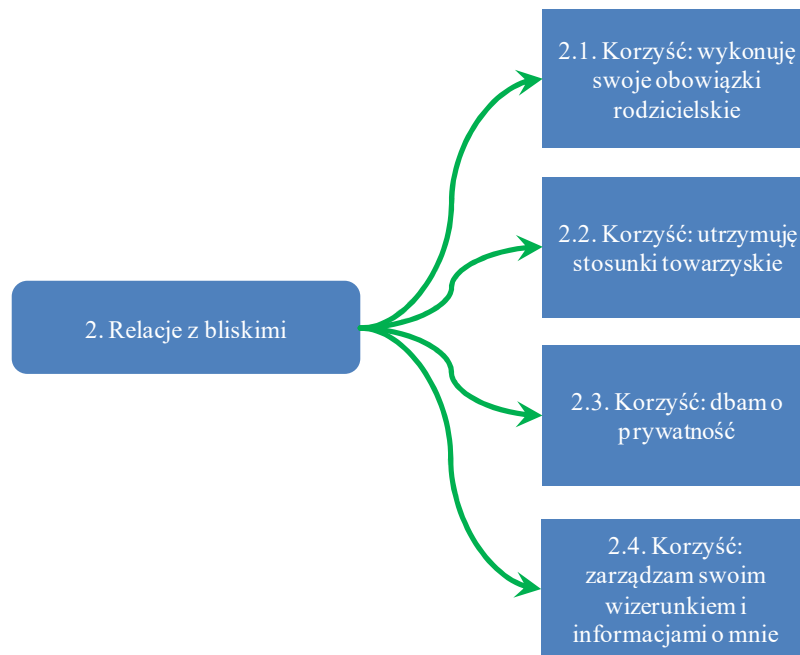 2.1. Korzyść: wykonuję
swoje obowiązki
rodzicielskie
2.2. Korzyść: utrzymuję
stosunki towarzyskie
2. Relacje z bliskimi
2.3. Korzyść: dbam o
prywatność
2.4. Korzyść:
zarządzam swoim
wizerunkiem i
informacjami o mnie